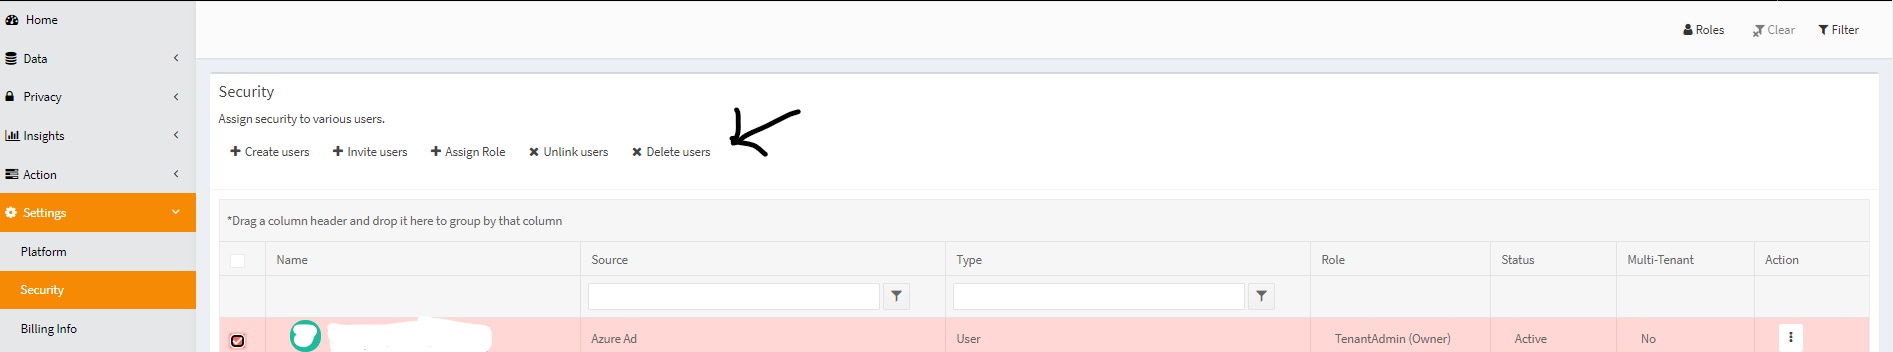 Home
Roles Clear Filter
Data
Security
Privacy
Assign security to various users.
Insights
Create users Invite users Assign Role Unlink users Delete users
Action
Settings
*Drag a column header and drop it here to group by that column
Platform
Name Source Type Role Status Multi-Tenant Action
Security
Billing Info
Azure Ad User TenantAdmin (Owner) Active No